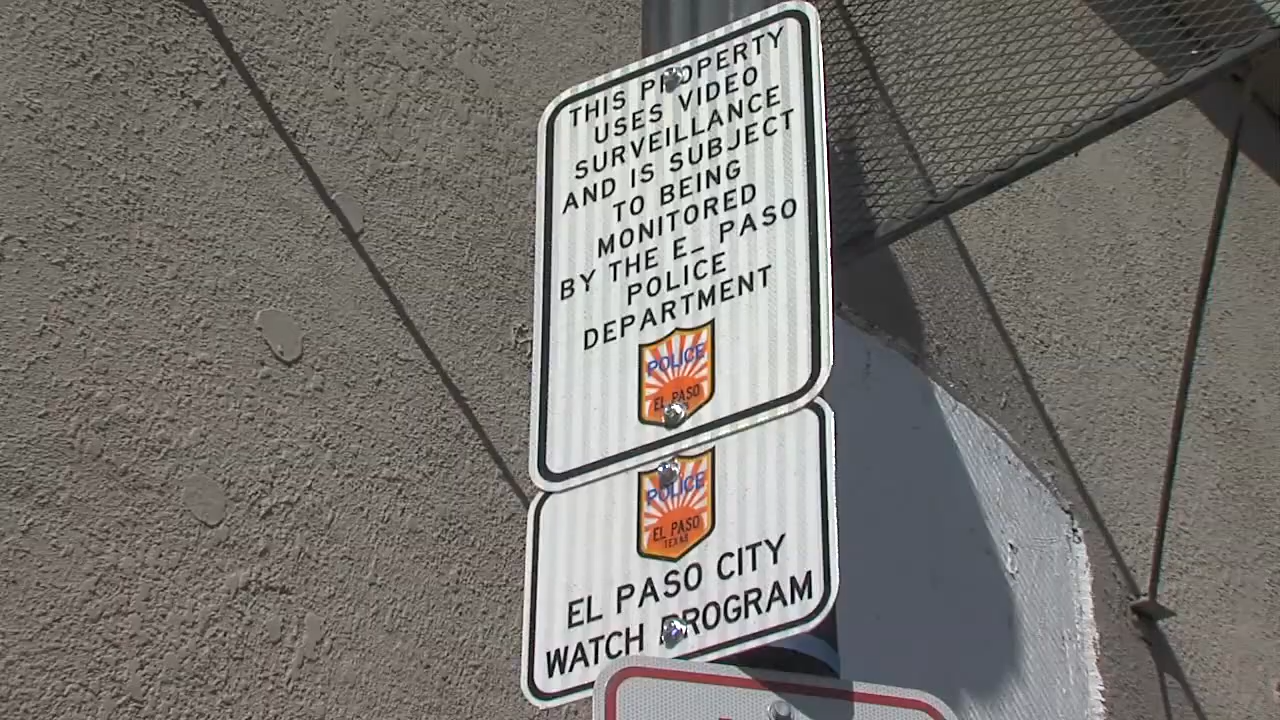 THIS PROPERTY
USES VIDEO
SURVEILLANCE
AND IS SUBJECT
TO BEING
MONITORED
BY THE E_ PASO
POLICE
DEPARTMENT
POLICE
EL PASO
POLICE
EL PASO
TEXAS
EL PASO CITY
WATCH PROGRAM